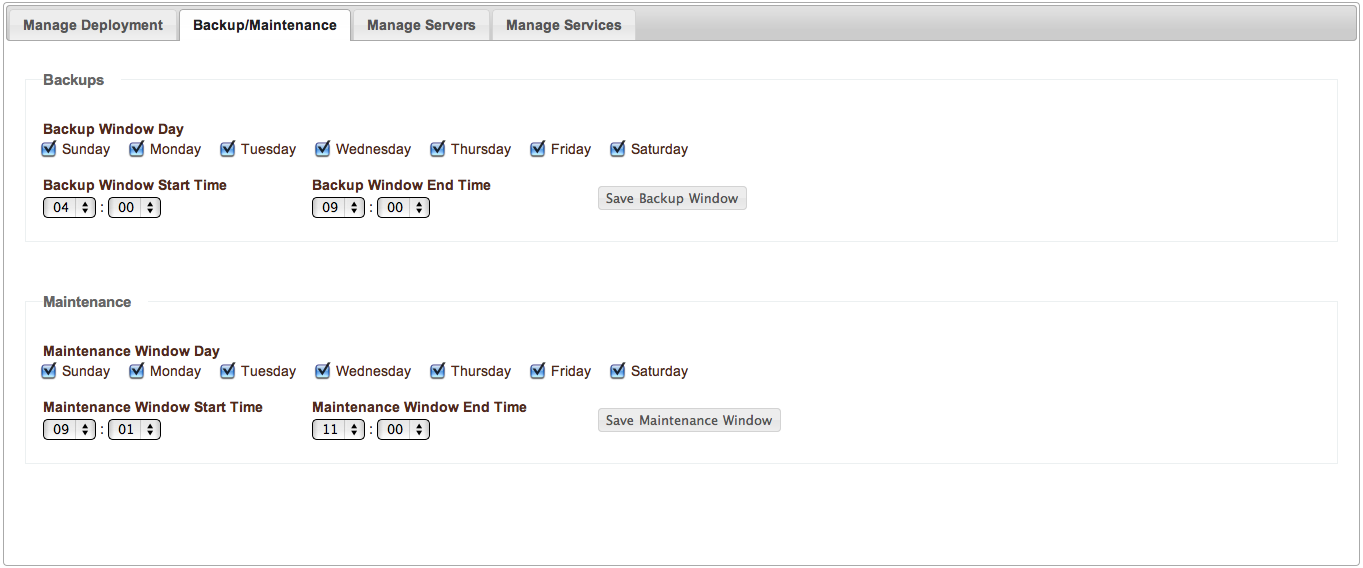 Manage Deployment Backup/Maintenance Manage Servers Manage Services
Backups
Backup Window Day
Sunday Monday Tuesday Wednesday Thursday Friday Saturday
Backup Window Start Time Backup Window End Time
04 : 00 09 : 00 Save Backup Window
Maintenance
Maintenance Window Day
Sunday Monday Tuesday Wednesday Thursday Friday Saturday
Maintenance Window Start Time Maintenance Window End Time
09 : 01 11 : 00 Save Maintenance Window